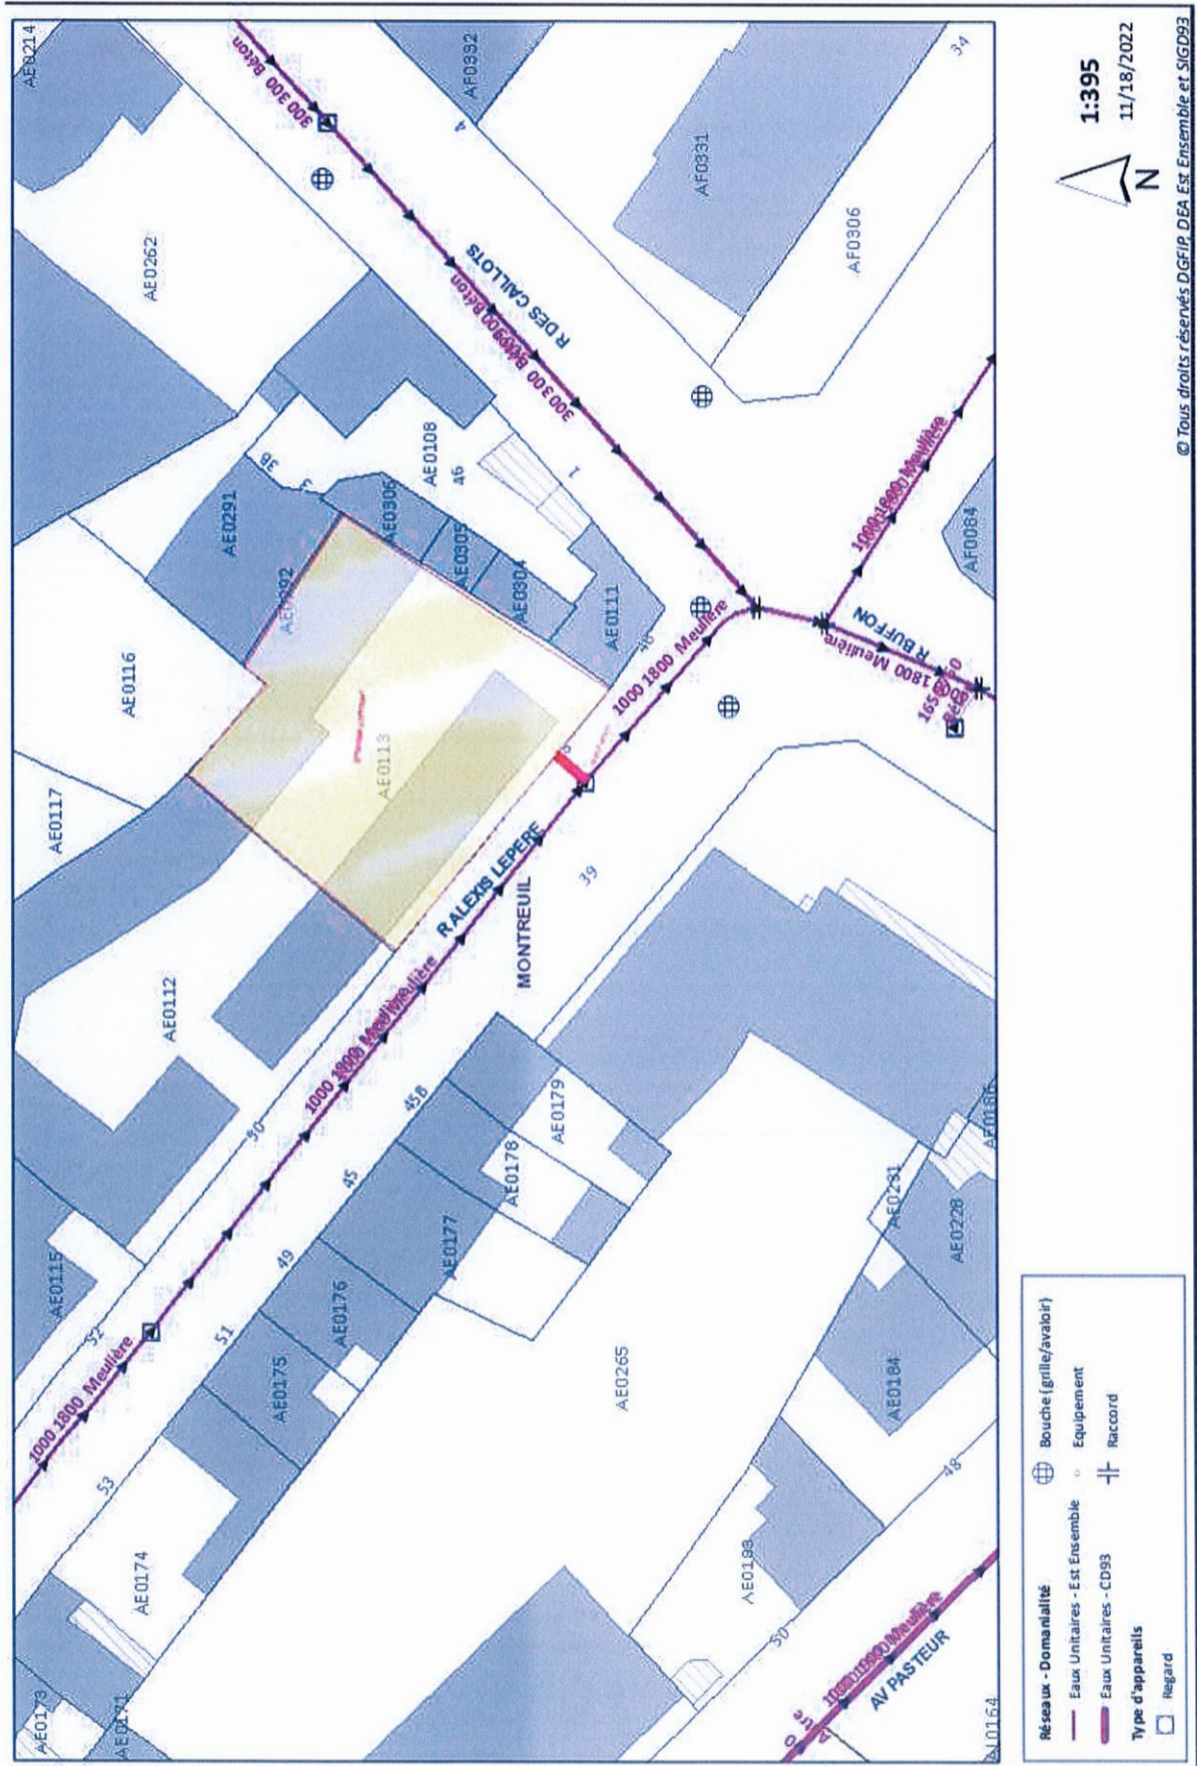 AE0214
300 300 Béton
AF0332
34
4
AE0262
AF0331
AF0306
R DES CAILLOTS
300 300 Béton
AE0108
46
1
3B
AE0291
AE0306
AE0305
AE0304
AE0111
46
AE0116
AE0113
AE0117
1000 1800 Meulière
1000 1800 Meulière
AF0084
R BUFFON
1800 Meulière
R ALEXIS LEPERE
MONTREUIL
39
AE0112
1000 1800 Meulière
50
45B
45
49
51
AE0179
AE0178
AE0177
AE0176
AE0175
AE0115
52
1000 1800 Meulière
53
AE0174
AE0173
AE0171
AE0265
AE0231
AE0228
AE0184
48
50
AV PASTEUR
1:395
11/18/2022
N
Réseaux - Domanialité
Eaux Unitaires - Est Ensemble
Eaux Unitaires - CD93
Type d'appareils
Regard
Bouche (grille/avaloir)
Equipement
Raccord
© Tous droits réservés DGFIP, DEA Est Ensemble et SIGD93